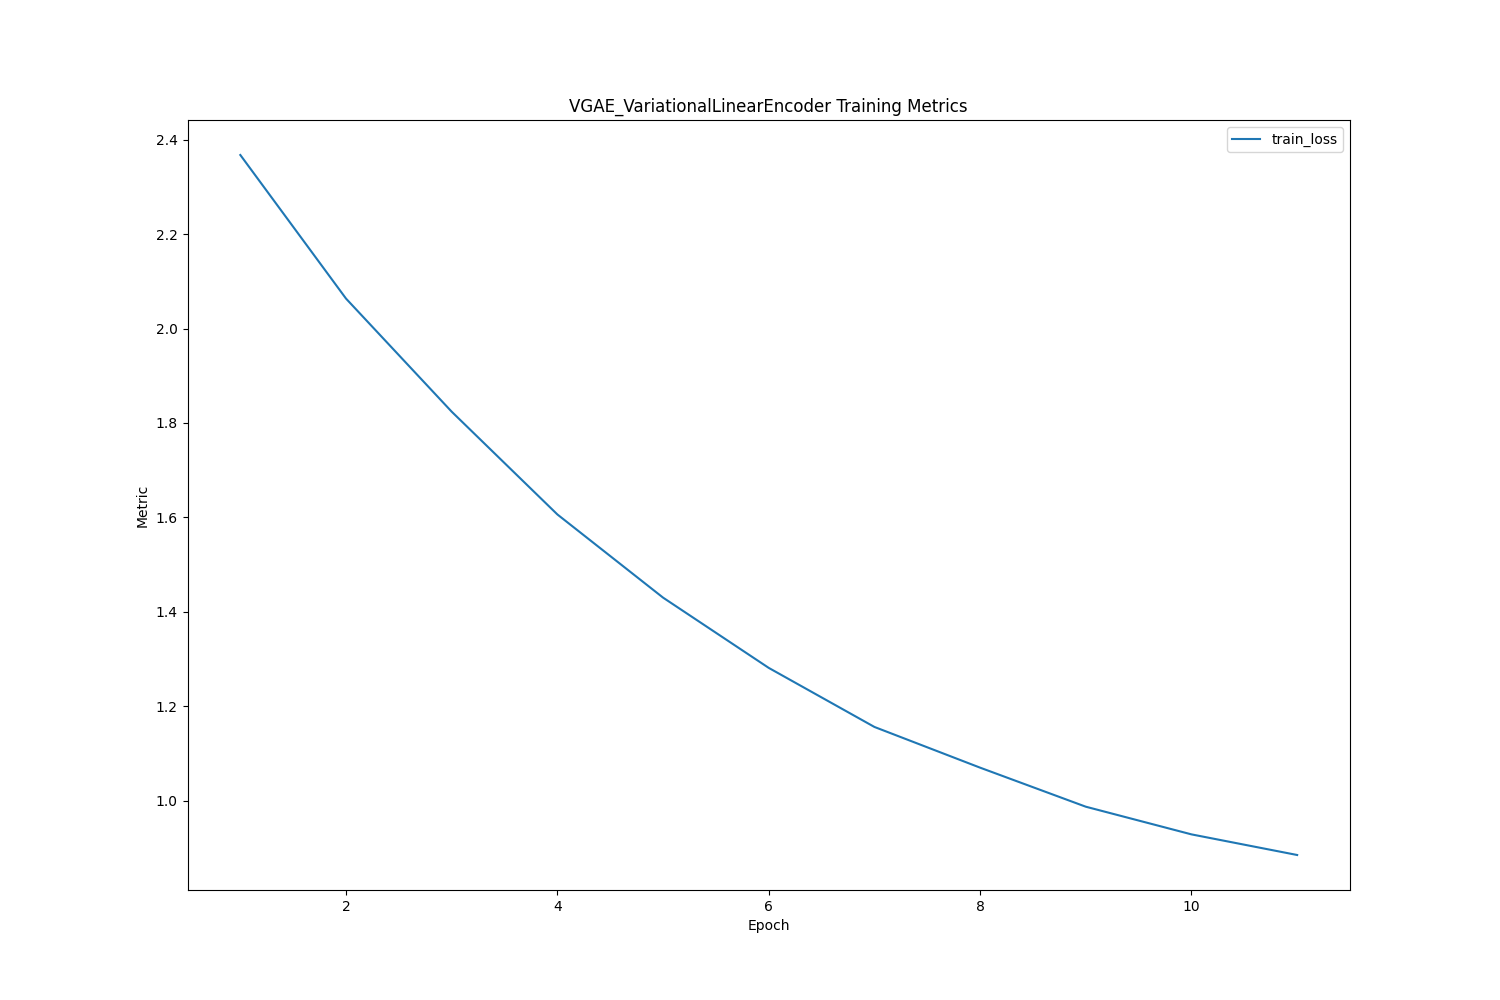 VGAE_VariationalLinearEncoder Training Metrics
train_loss
2.4
2.2
2.0
1.8
1.6
1.4
1.2
1.0
Metric
2 4 6 8 10
Epoch